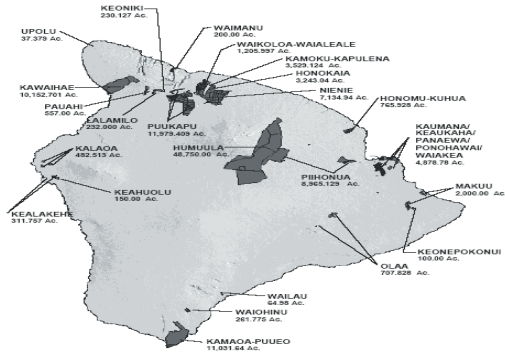 KEONIKI
230.127 Ac.
WAIMANU
200.00 Ac.
UPOLU
37.379 Ac.
WAIKOLOA-WAIALEALE
1,205.997 Ac.
KAMOKU-KAPULENA
3,529.124 Ac.
HONOKAIA
3,243.04 Ac.
NIENIE
7,134.94 Ac.
KAWAIHAE
10,152.701 Ac.
PAUAHI
557.00 Ac.
LALAMILO
232.000 Ac.
PUUKAPU
11,979.409 Ac.
HONOMU-KUHUA
765.928 Ac.
KAUMANA/
KEAUKAHA/
PANAEWA/
PONOHAWAI/
WAIAKEA
4,878.78 Ac.
KALAOA
482.515 Ac.
HUMUULA
48,750.00 Ac.
PIIHONUA
8,965.129 Ac.
KEAHUOLU
150.00 Ac.
MAKUU
2,000.00 Ac.
KEALAKEHE
311.757 Ac.
KEONEPOKONUI
100.00 Ac.
OLAA
707.828 Ac.
WAILAU
64.98 Ac.
WAIOHINU
261.775 Ac.
KAMAOA-PUUEO
11,031.64 Ac.